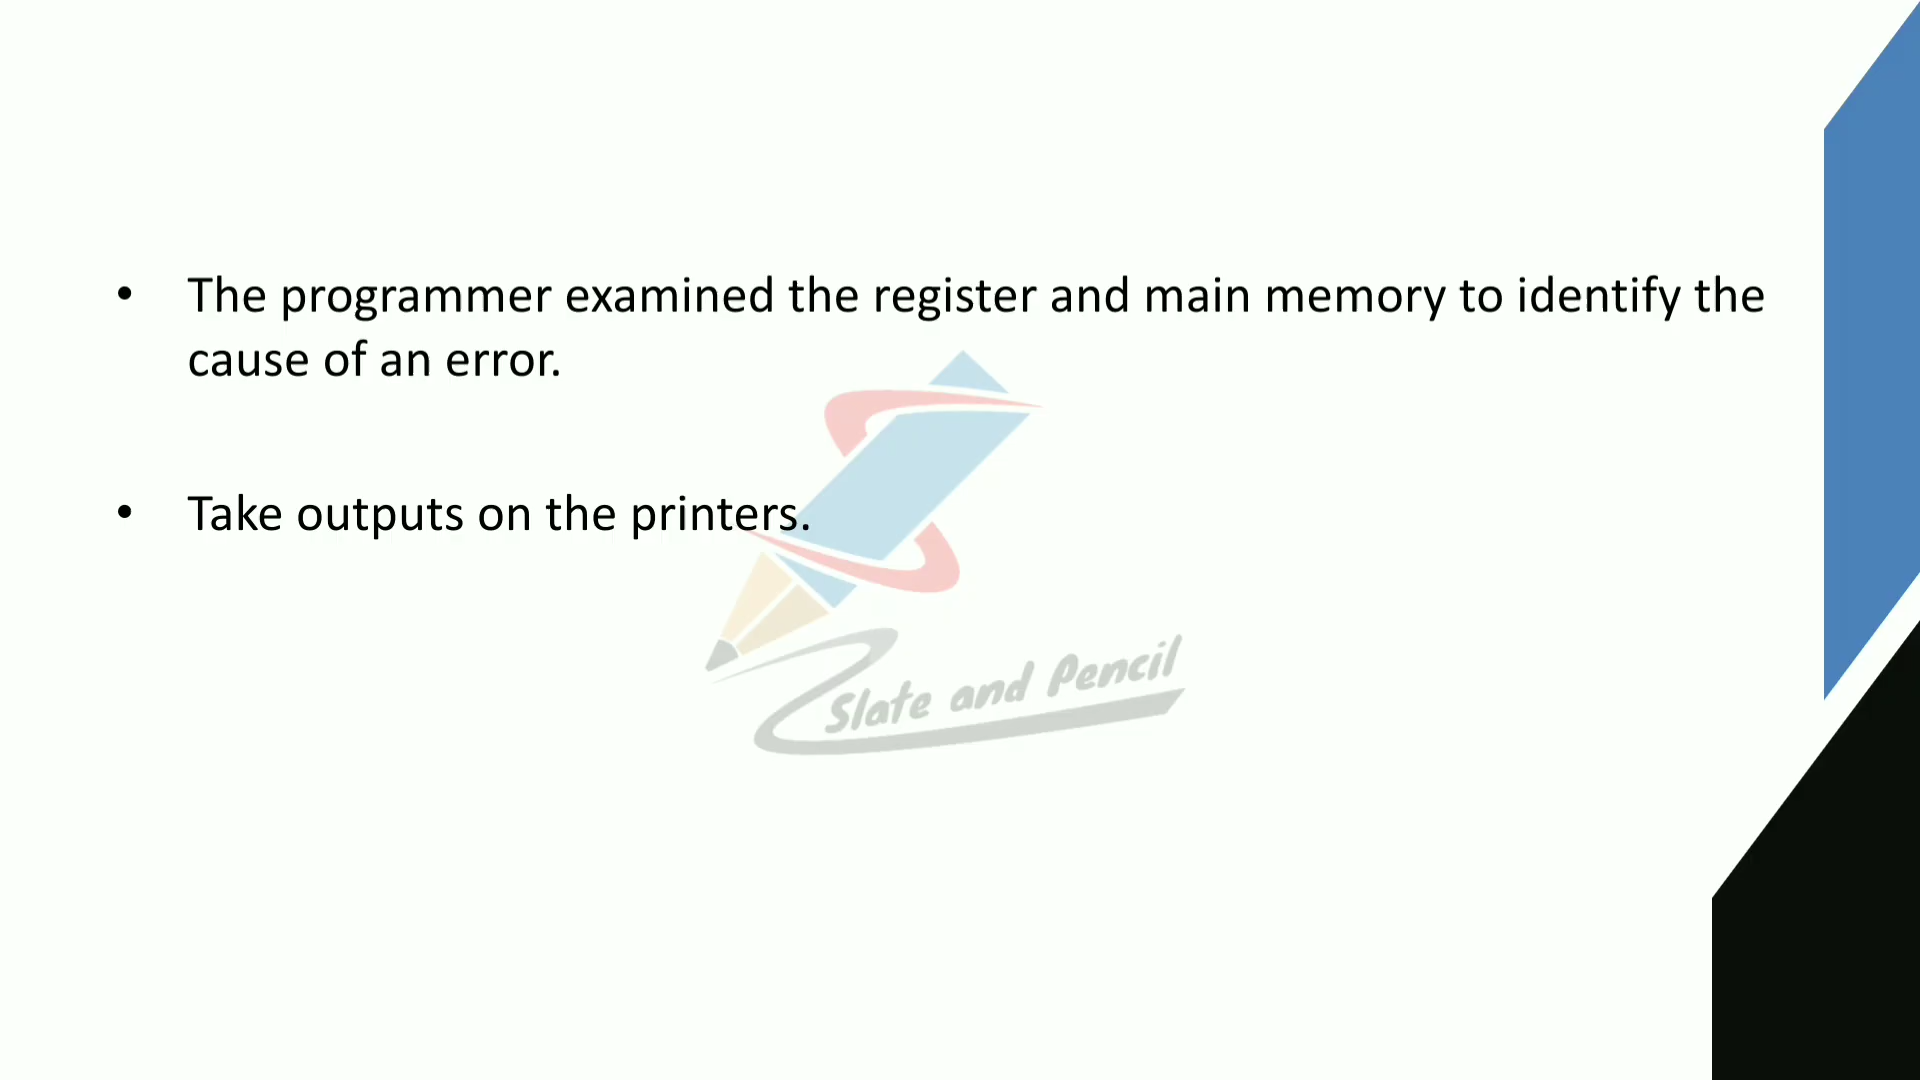 • The programmer examined the register and main memory to identify the
cause of an error.
• Take outputs on the printers.
Slate and Pencil